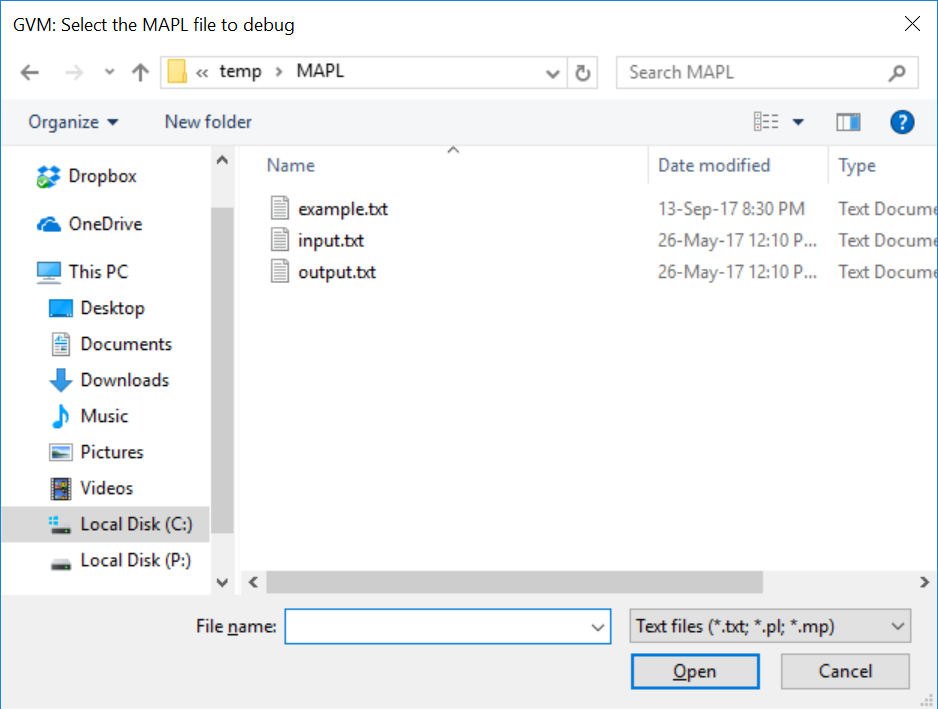 GVM: Select the MAPL file to debug
« temp › MAPL
Search MAPL
Organize
New folder
?
Dropbox
OneDrive
This PC
Desktop
Documents
Downloads
Music
Pictures
Videos
Local Disk (C:)
Local Disk (P:)
Name Date modified Type
example.txt 13-Sep-17 8:30 PM Text Docume
input.txt 26-May-17 12:10 P... Text Docume
output.txt 26-May-17 12:10 P... Text Docume
File name:
Text files (*.txt; *.pl; *.mp)
Open Cancel